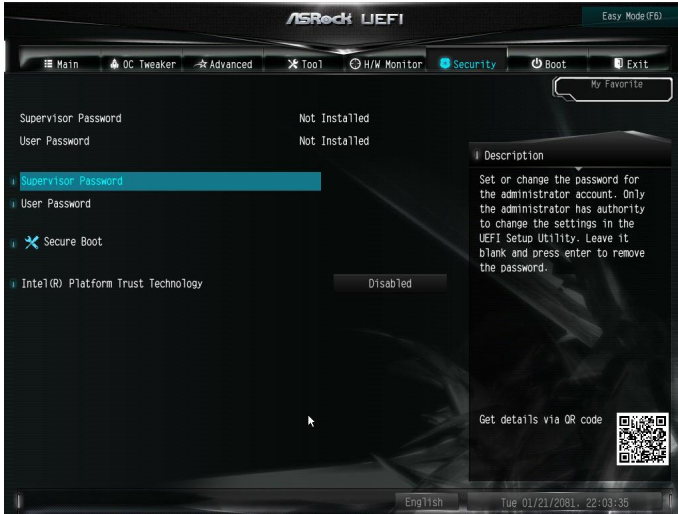 ASRock UEFI
Easy Mode(F6)
Main
OC Tweaker
Advanced
Tool
H/W Monitor
Security
Boot
Exit
My Favorite
Supervisor Password Not Installed
User Password Not Installed
Supervisor Password
User Password
Secure Boot
Intel(R) Platform Trust Technology Disabled
Description
Set or change the password for
the administrator account. Only
the administrator has authority
to change the settings in the
UEFI Setup Utility. Leave it
blank and press enter to remove
the password.
Get details via QR code
English
Tue 01/21/2081, 22:03:35